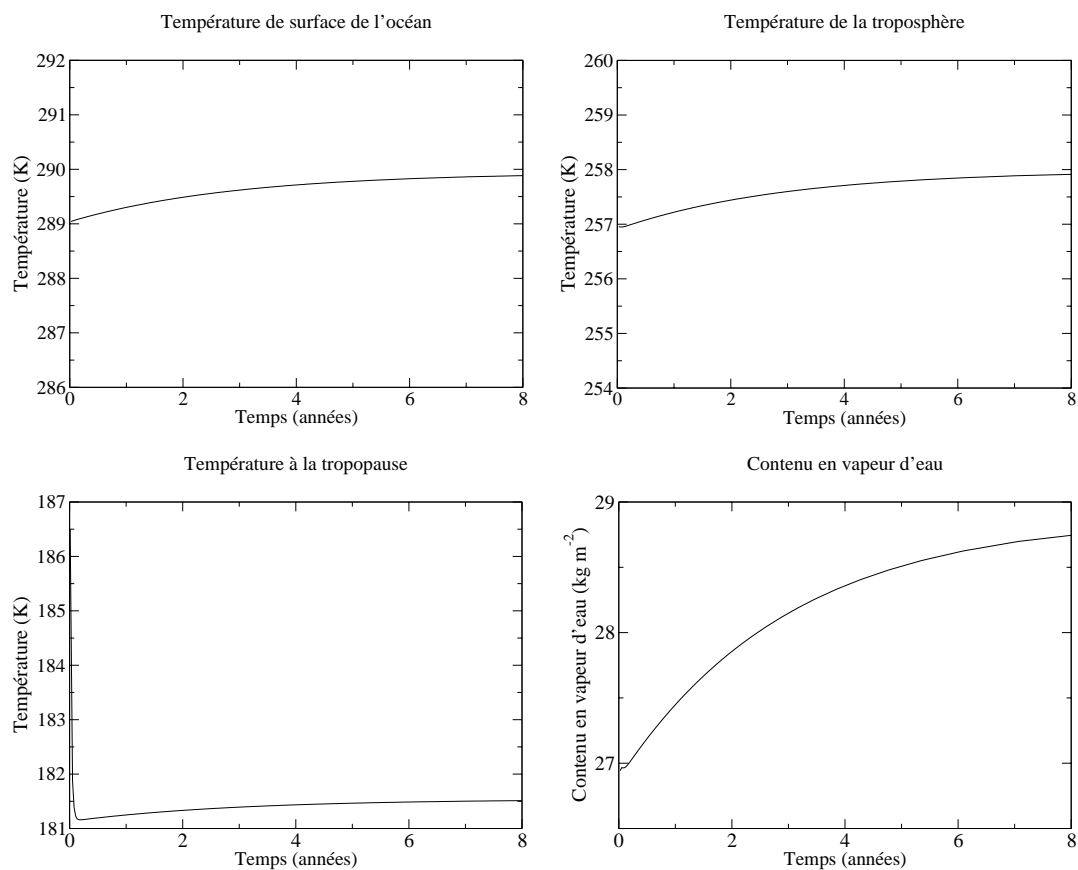 Température de surface de l'océan
292
291
290
289
288
287
286
Température (K)
0 2 4 6 8
Temps (années)
Température de la troposphère
260
259
258
257
256
255
254
Température (K)
0 2 4 6 8
Temps (années)
Température à la tropopause
187
186
185
184
183
182
181
Température (K)
0 2 4 6 8
Temps (années)
Contenu en vapeur d'eau
29
28
27
Contenu en vapeur d'eau (kg m⁻²)
0 2 4 6 8
Temps (années)